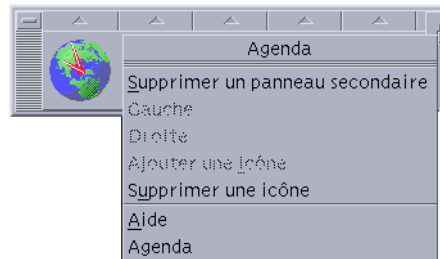 Agenda
Supprimer un panneau secondaire
Gauche
Droite
Ajouter une icône
Supprimer une icône
Aide
Agenda